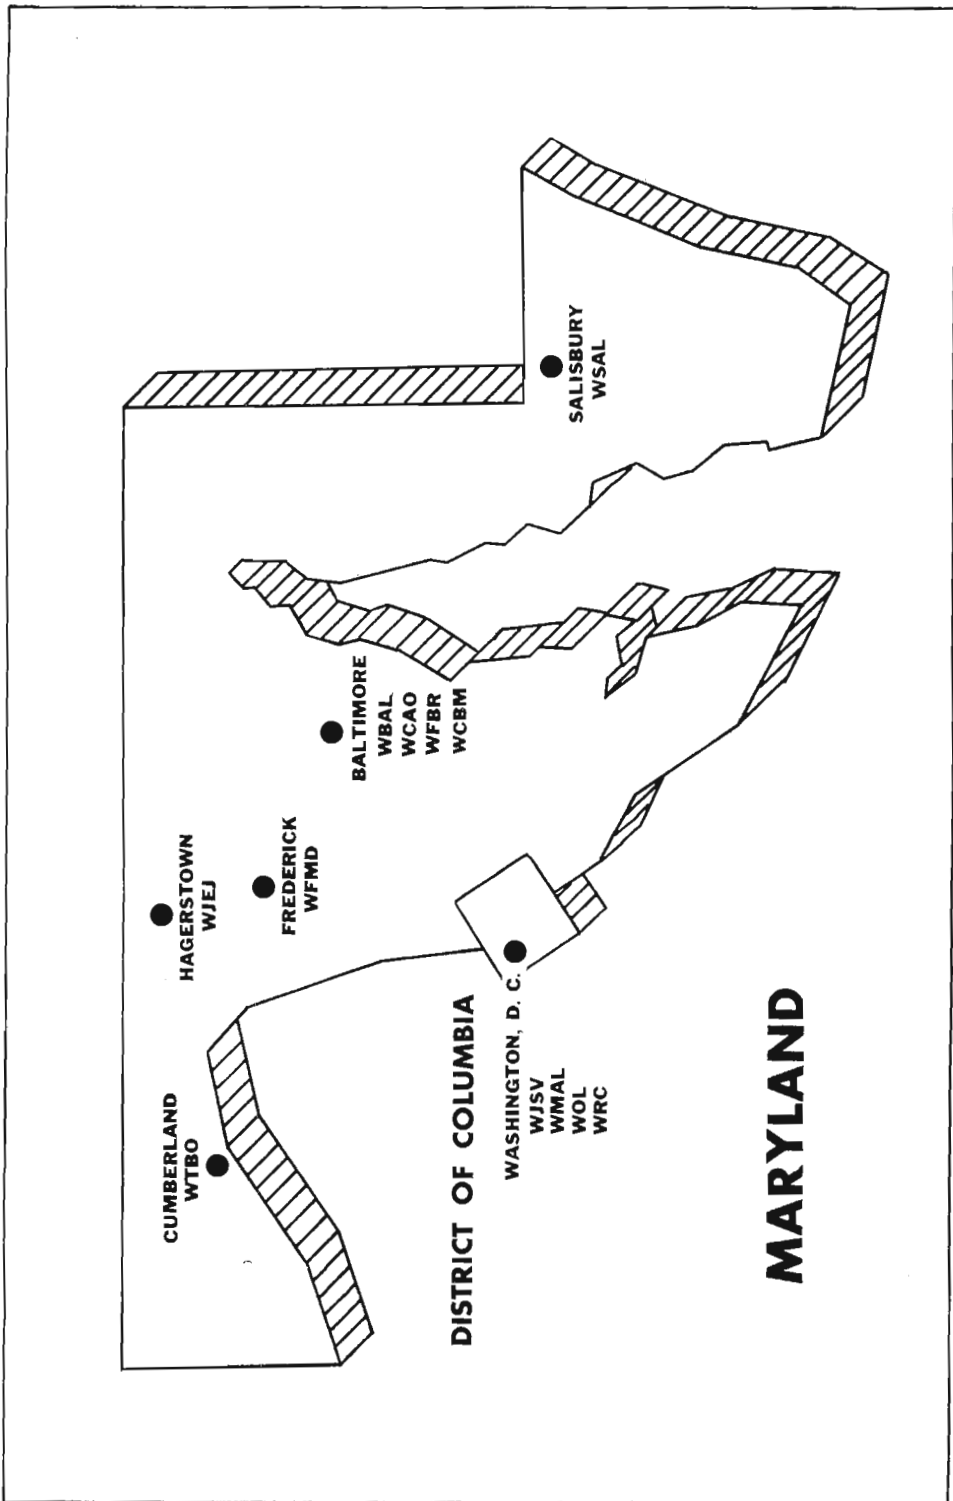 CUMBERLAND
WTBO
HAGERSTOWN
WJEJ
FREDERICK
WFMD
BALTIMORE
WBAL
WCAO
WFBR
WCBM
SALISBURY
WSAL
DISTRICT OF COLUMBIA
WASHINGTON, D. C.
WJSV
WMAL
WOL
WRC
MARYLAND